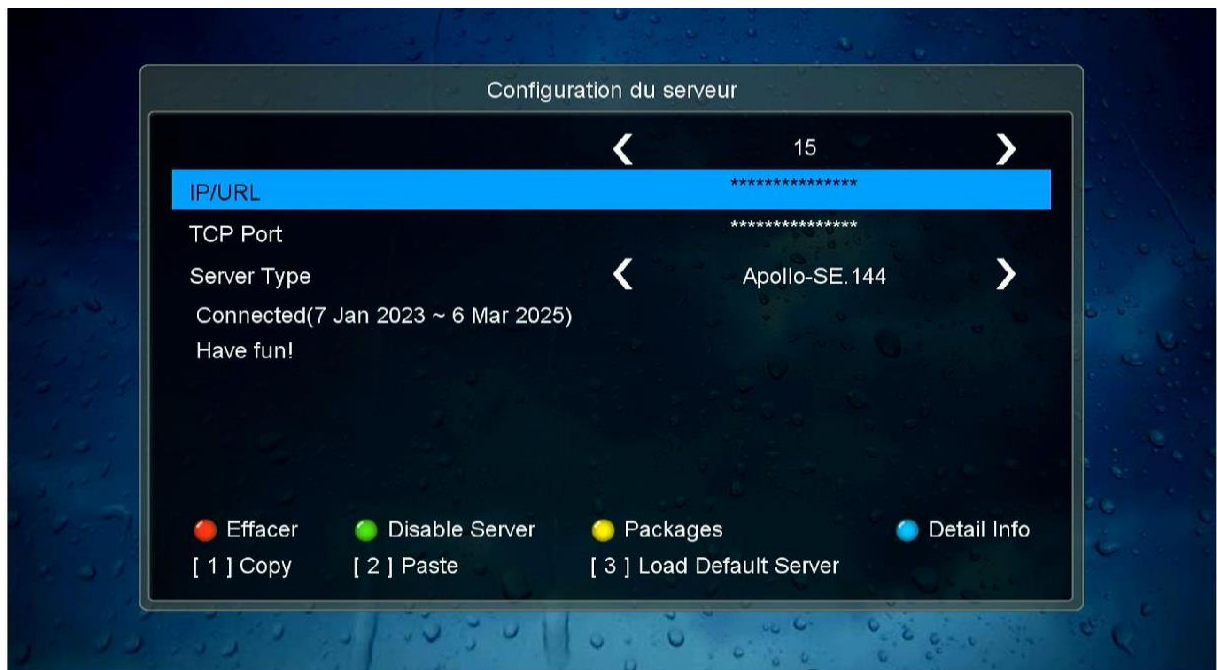 Configuration du serveur
❮ 15 ❯
IP/URL ***************
TCP Port ***************
Server Type ❮ Apollo-SE.144 ❯
Connected(7 Jan 2023 ~ 6 Mar 2025)
Have fun!
Effacer Disable Server Packages Detail Info
[ 1 ] Copy [ 2 ] Paste [ 3 ] Load Default Server